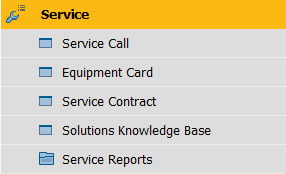 Service
Service Call
Equipment Card
Service Contract
Solutions Knowledge Base
Service Reports